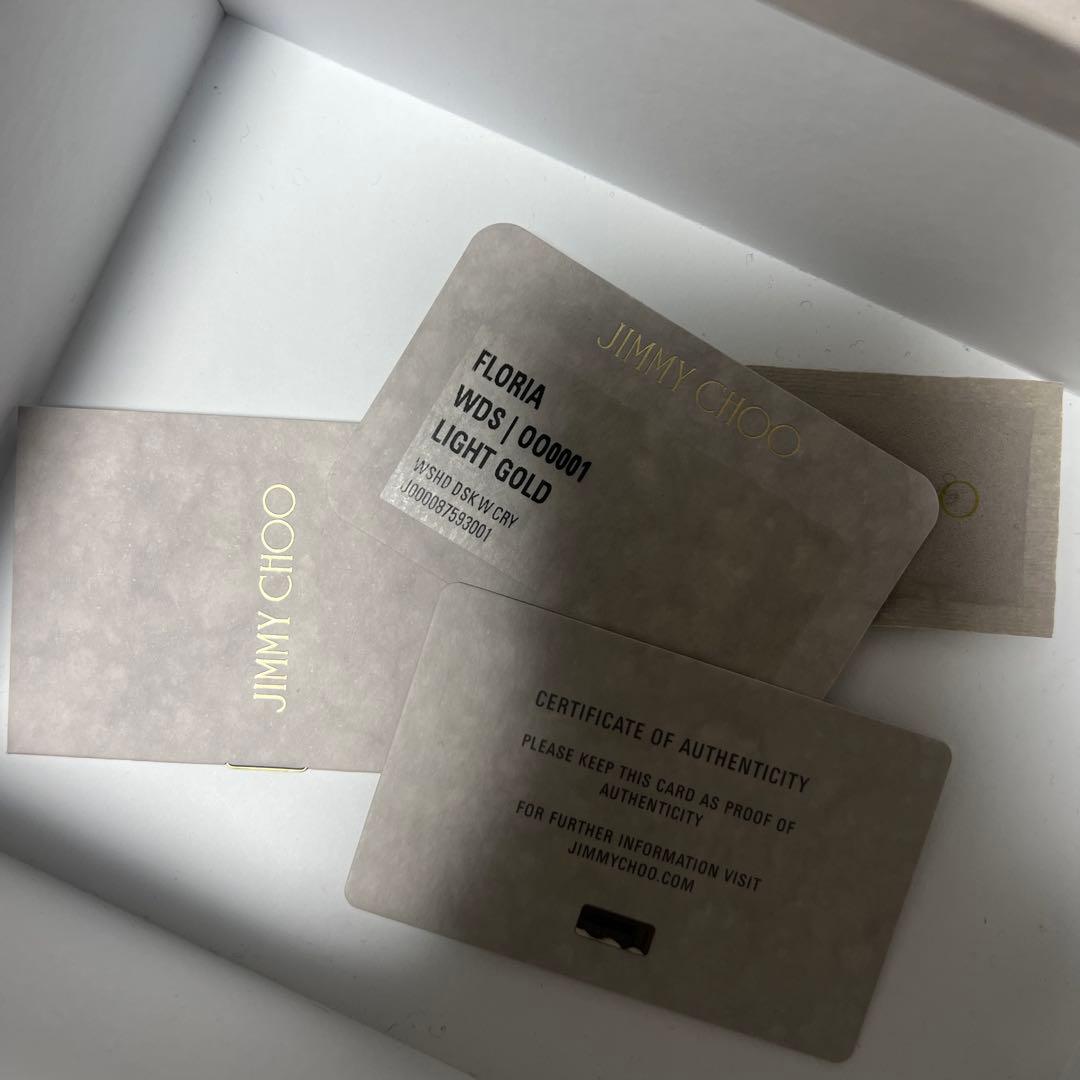 JIMMY CHOO
FLORIA
WDS | 000001
LIGHT GOLD
WSHD DSK W CRY
J000087593001
JIMMY CHOO
CERTIFICATE OF AUTHENTICITY
PLEASE KEEP THIS CARD AS PROOF OF
AUTHENTICITY
FOR FURTHER INFORMATION VISIT
JIMMYCHOO.COM